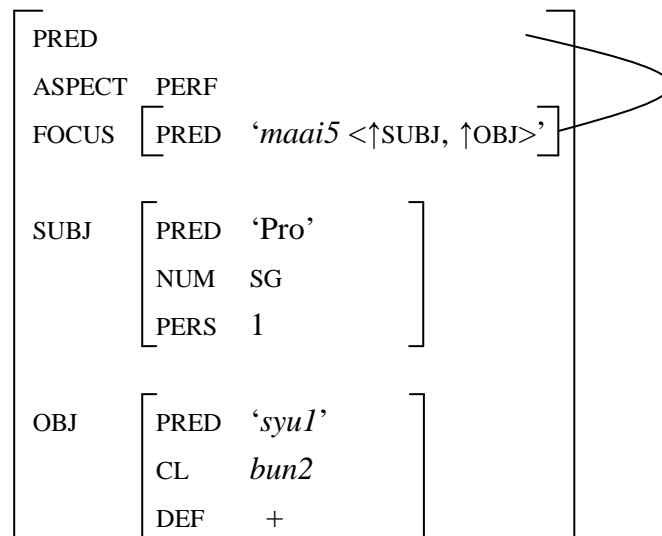 PRED
ASPECT PERF
FOCUS PRED ‘maai5 <↑SUBJ, ↑OBJ>’
SUBJ PRED ‘Pro’
NUM SG
PERS 1
OBJ PRED ‘syu1’
CL bun2
DEF +